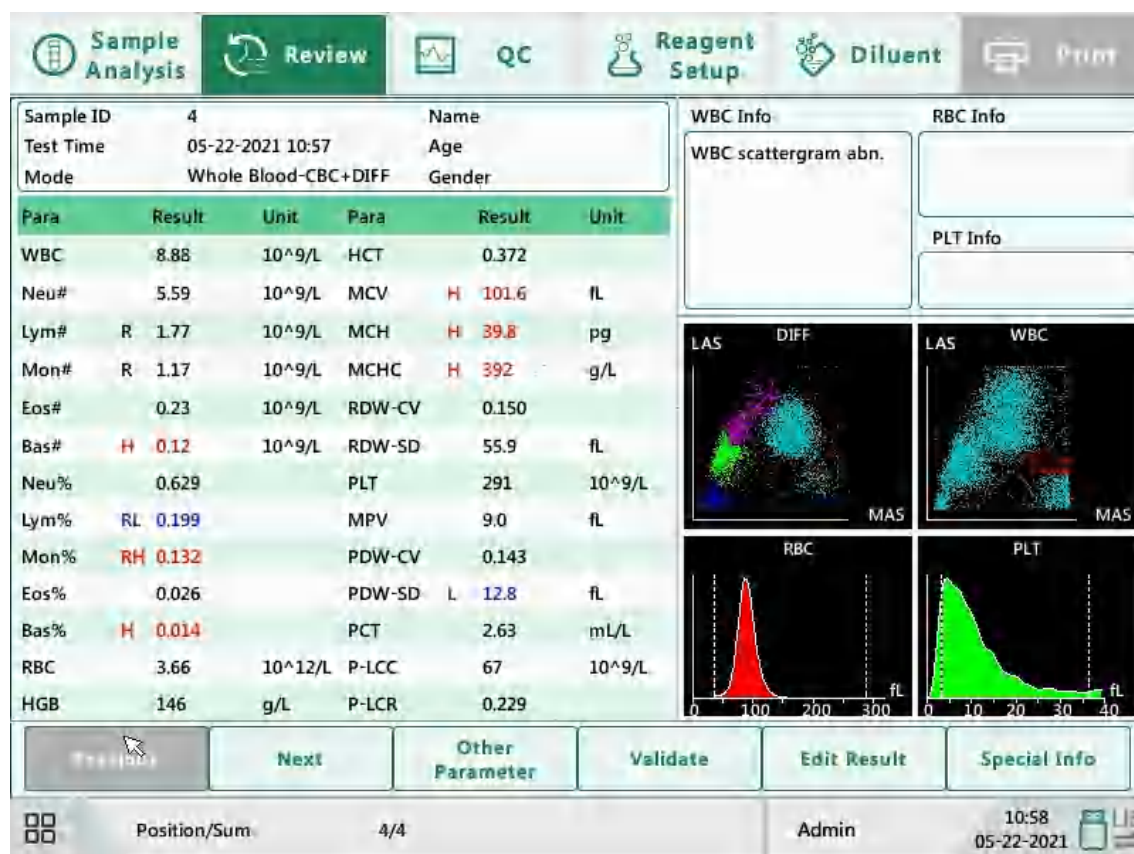 Sample Analysis
Review
QC
Reagent Setup
Diluent
Print
Sample ID 4 Name
Test Time 05-22-2021 10:57 Age
Mode Whole Blood-CBC+DIFF Gender
WBC Info
WBC scattergram abn.
RBC Info
PLT Info
Para Result Unit Para Result Unit
WBC 8.88 10^9/L HCT 0.372
Neu# 5.59 10^9/L MCV H 101.6 fL
Lym# R 1.77 10^9/L MCH H 39.8 pg
Mon# R 1.17 10^9/L MCHC H 392 g/L
Eos# 0.23 10^9/L RDW-CV 0.150
Bas# H 0.12 10^9/L RDW-SD 55.9 fL
Neu% 0.629 PLT 291 10^9/L
Lym% RL 0.199 MPV 9.0 fL
Mon% RH 0.132 PDW-CV 0.143
Eos% 0.026 PDW-SD L 12.8 fL
Bas% H 0.014 PCT 2.63 mL/L
RBC 3.66 10^12/L P-LCC 67 10^9/L
HGB 146 g/L P-LCR 0.229
LAS DIFF
MAS
LAS WBC
MAS
RBC
fL
0 100 200 300
PLT
fL
0 10 20 30 40
Previous
Next
Other Parameter
Validate
Edit Result
Special Info
Position/Sum 4/4
Admin
10:58
05-22-2021